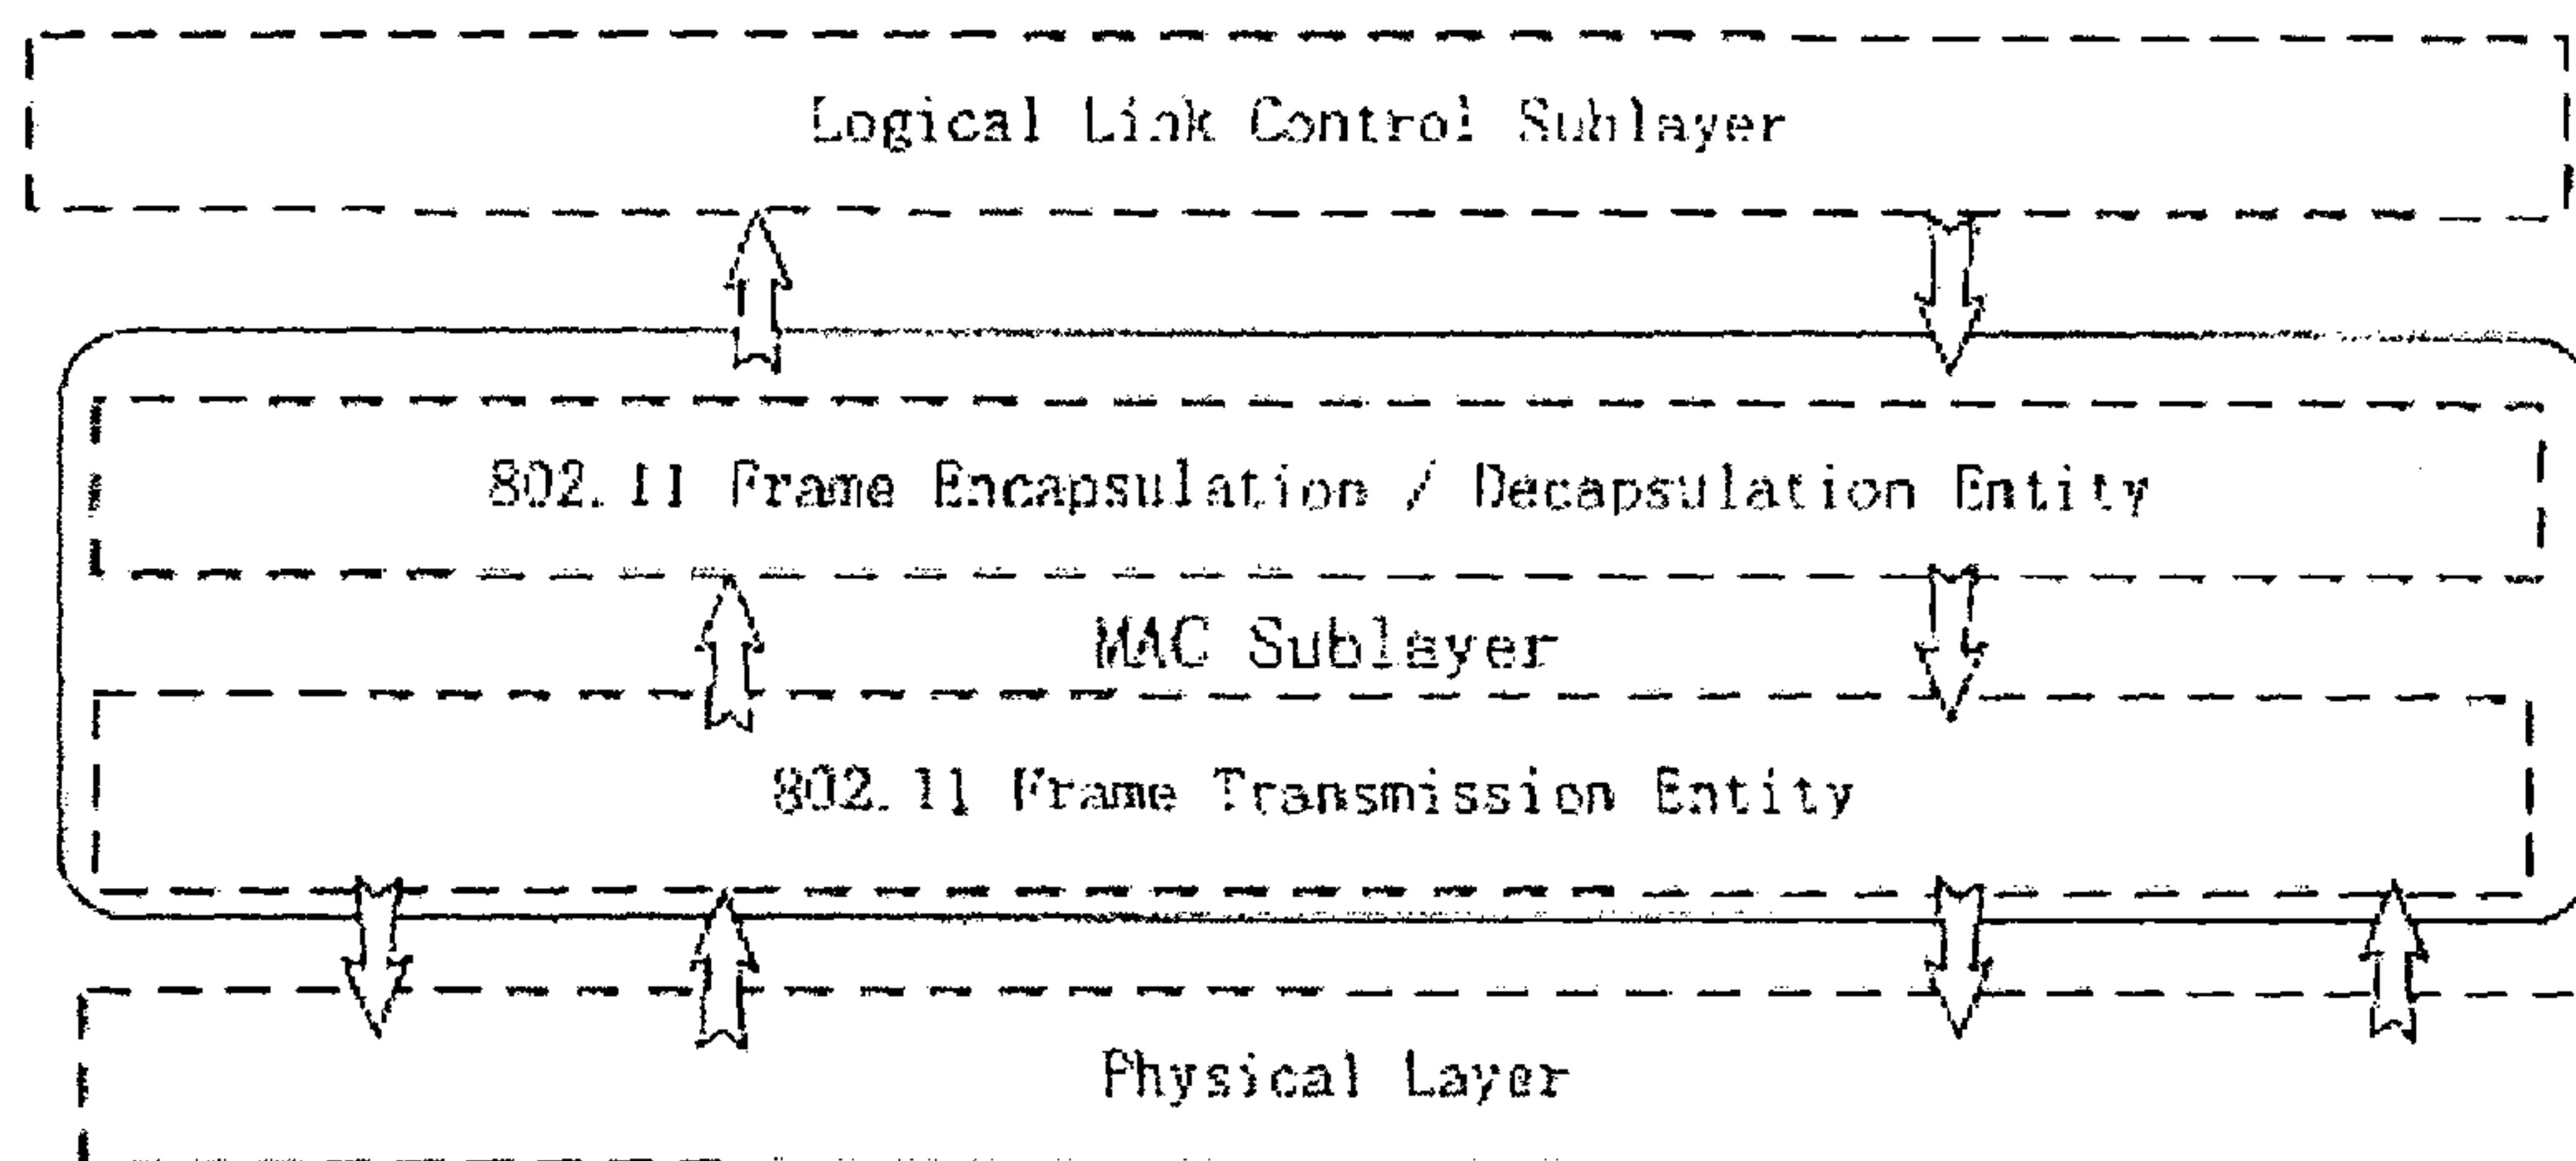 Logical Link Control Sublayer
802.11 Frame Encapsulation / Decapsulation Entity
MAC Sublayer
802.11 Frame Transmission Entity
Physical Layer